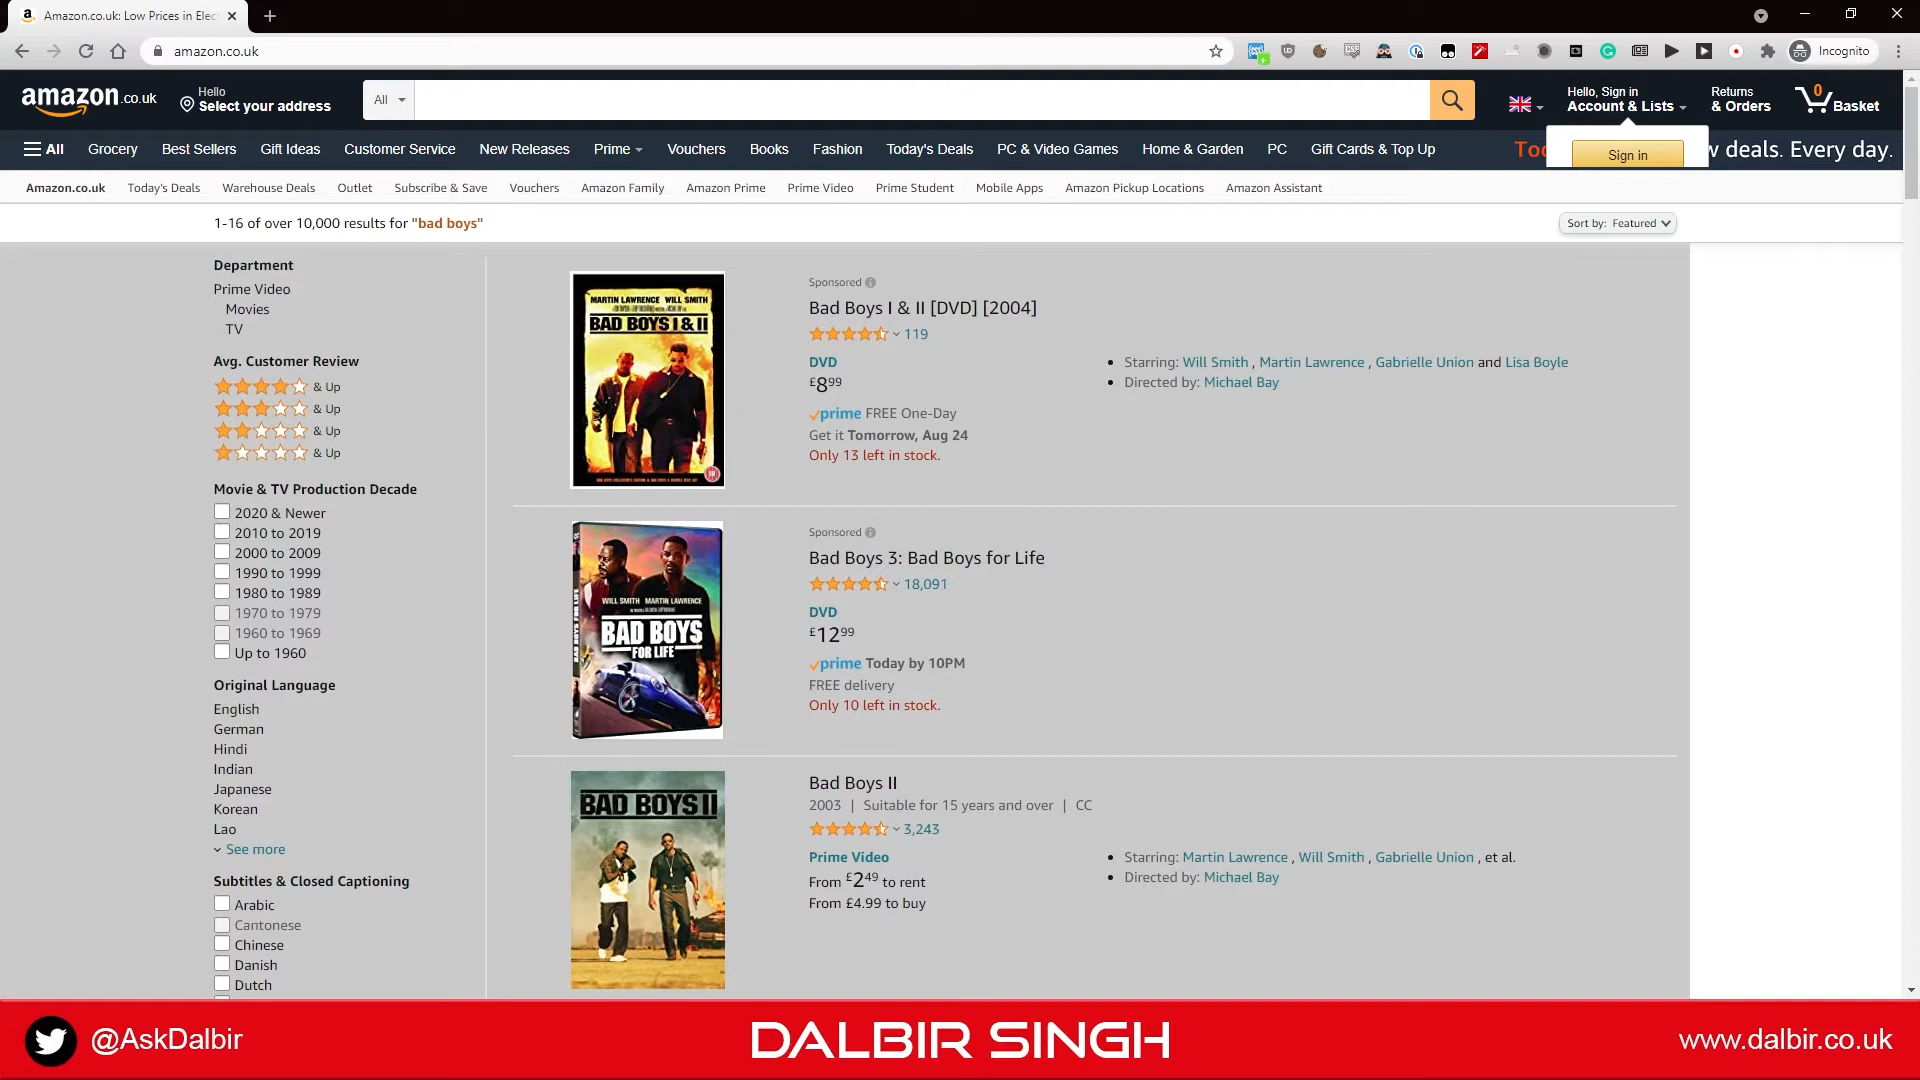 Amazon.co.uk: Low Prices in Elect
amazon.co.uk
Incognito
amazon.co.uk
Hello
Select your address
All
Hello, Sign in
Account & Lists
Returns
& Orders
0
Basket
All
Grocery
Best Sellers
Gift Ideas
Customer Service
New Releases
Prime
Vouchers
Books
Fashion
Today's Deals
PC & Video Games
Home & Garden
PC
Gift Cards & Top Up
Sign in
deals. Every day.
Amazon.co.uk
Today's Deals
Warehouse Deals
Outlet
Subscribe & Save
Vouchers
Amazon Family
Amazon Prime
Prime Video
Prime Student
Mobile Apps
Amazon Pickup Locations
Amazon Assistant
1-16 of over 10,000 results for "bad boys"
Sort by: Featured
Department
Prime Video
Movies
TV
Avg. Customer Review
& Up
& Up
& Up
& Up
Movie & TV Production Decade
2020 & Newer
2010 to 2019
2000 to 2009
1990 to 1999
1980 to 1989
1970 to 1979
1960 to 1969
Up to 1960
Original Language
English
German
Hindi
Indian
Japanese
Korean
Lao
See more
Subtitles & Closed Captioning
Arabic
Cantonese
Chinese
Danish
Dutch
MARTIN LAWRENCE WILL SMITH
BAD BOYS I & II
18
Sponsored
Bad Boys I & II [DVD] [2004]
119
DVD
£8.99
prime FREE One-Day
Get it Tomorrow, Aug 24
Only 13 left in stock.
Starring: Will Smith , Martin Lawrence , Gabrielle Union and Lisa Boyle
Directed by: Michael Bay
WILL SMITH MARTIN LAWRENCE
BAD BOYS
FOR LIFE
BAD BOYS FOR LIFE
Sponsored
Bad Boys 3: Bad Boys for Life
18,091
DVD
£12.99
prime Today by 10PM
FREE delivery
Only 10 left in stock.
BAD BOYS II
Bad Boys II
2003 | Suitable for 15 years and over | CC
3,243
Prime Video
From £2.49 to rent
From £4.99 to buy
Starring: Martin Lawrence , Will Smith , Gabrielle Union , et al.
Directed by: Michael Bay
@AskDalbir
DALBIR SINGH
www.dalbir.co.uk